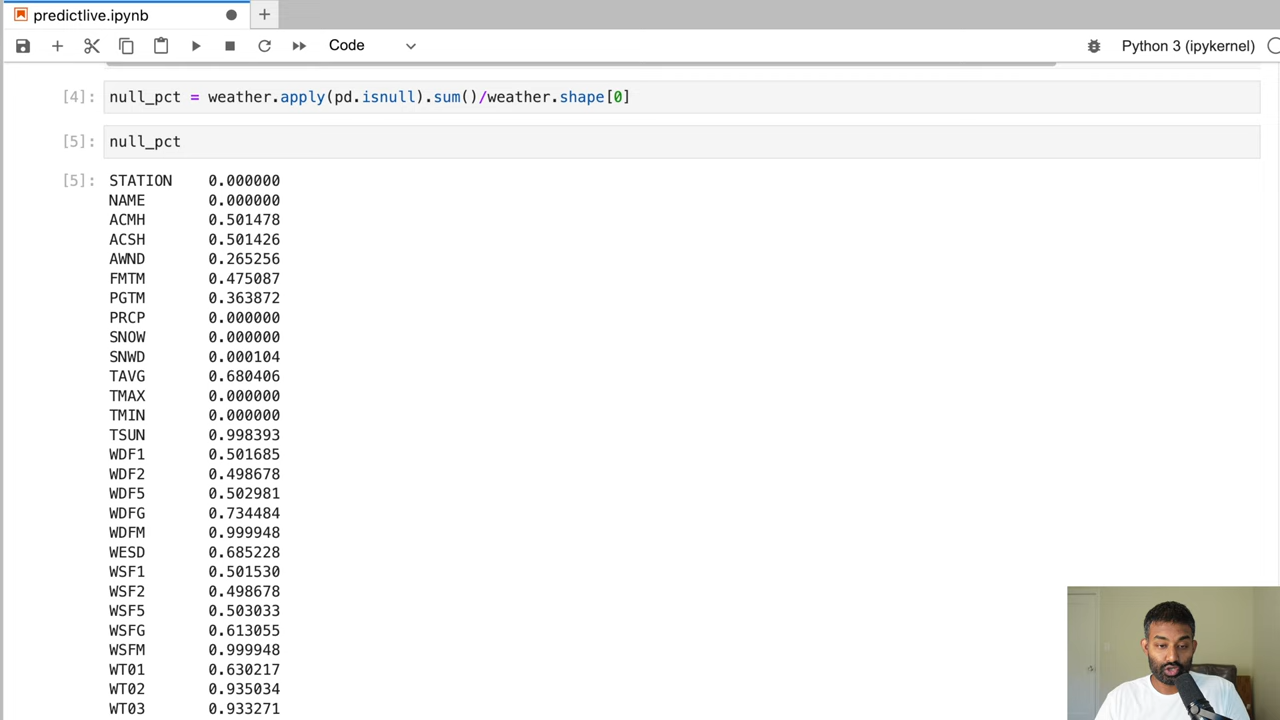 predictlive.ipynb
Code
Python 3 (ipykernel)
[4]: null_pct = weather.apply(pd.isnull).sum()/weather.shape[0]
[5]: null_pct
[5]: STATION 0.000000
NAME 0.000000
ACMH 0.501478
ACSH 0.501426
AWND 0.265256
FMTM 0.475087
PGTM 0.363872
PRCP 0.000000
SNOW 0.000000
SNWD 0.000104
TAVG 0.680406
TMAX 0.000000
TMIN 0.000000
TSUN 0.998393
WDF1 0.501685
WDF2 0.498678
WDF5 0.502981
WDFG 0.734484
WDFM 0.999948
WESD 0.685228
WSF1 0.501530
WSF2 0.498678
WSF5 0.503033
WSFG 0.613055
WSFM 0.999948
WT01 0.630217
WT02 0.935034
WT03 0.933271